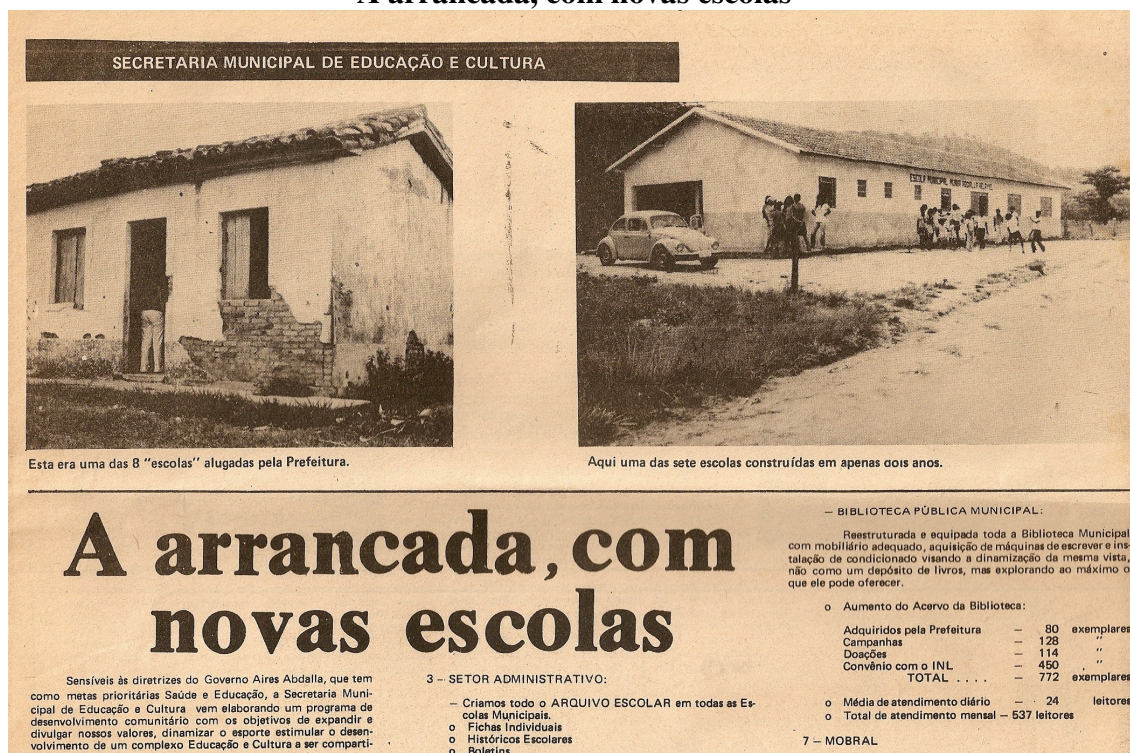 A arrancada, com novas escolas
SECRETARIA MUNICIPAL DE EDUCAÇÃO E CULTURA
ESCOLA MUNICIPAL
Esta era uma das 8 "escolas" alugadas pela Prefeitura.
Aqui uma das sete escolas construídas em apenas dois anos.
A arrancada, com
novas escolas
Sensíveis às diretrizes do Governo Aires Abdalla, que tem
como metas prioritárias Saúde e Educação, a Secretaria Muni-
cipal de Educação e Cultura vem elaborando um programa de
desenvolvimento comunitário com os objetivos de expandir e
divulgar nossos valores, dinamizar o esporte estimular o desen-
volvimento de um complexo Educação e Cultura a ser comparti-
3 – SETOR ADMINISTRATIVO:
– Criamos todo o ARQUIVO ESCOLAR em todas as Es-
colas Municipais.
o Fichas Individuais
o Históricos Escolares
o Boletins
– BIBLIOTECA PÚBLICA MUNICIPAL:
Reestruturada e equipada toda a Biblioteca Municipal
com mobiliário adequado, aquisição de máquinas de escrever e ins-
talação de condicionado visando a dinamização da mesma vista,
não como um depósito de livros, mas explorando ao máximo o
que ele pode oferecer.
o Aumento do Acervo da Biblioteca:
Adquiridos pela Prefeitura – 80 exemplares
Campanhas – 128 "
Doações – 114 "
Convênio com o INL – 450 "
TOTAL . . . . – 772 exemplares
o Média de atendimento diário – 24 leitores
o Total de atendimento mensal – 537 leitores
7 – MOBRAL